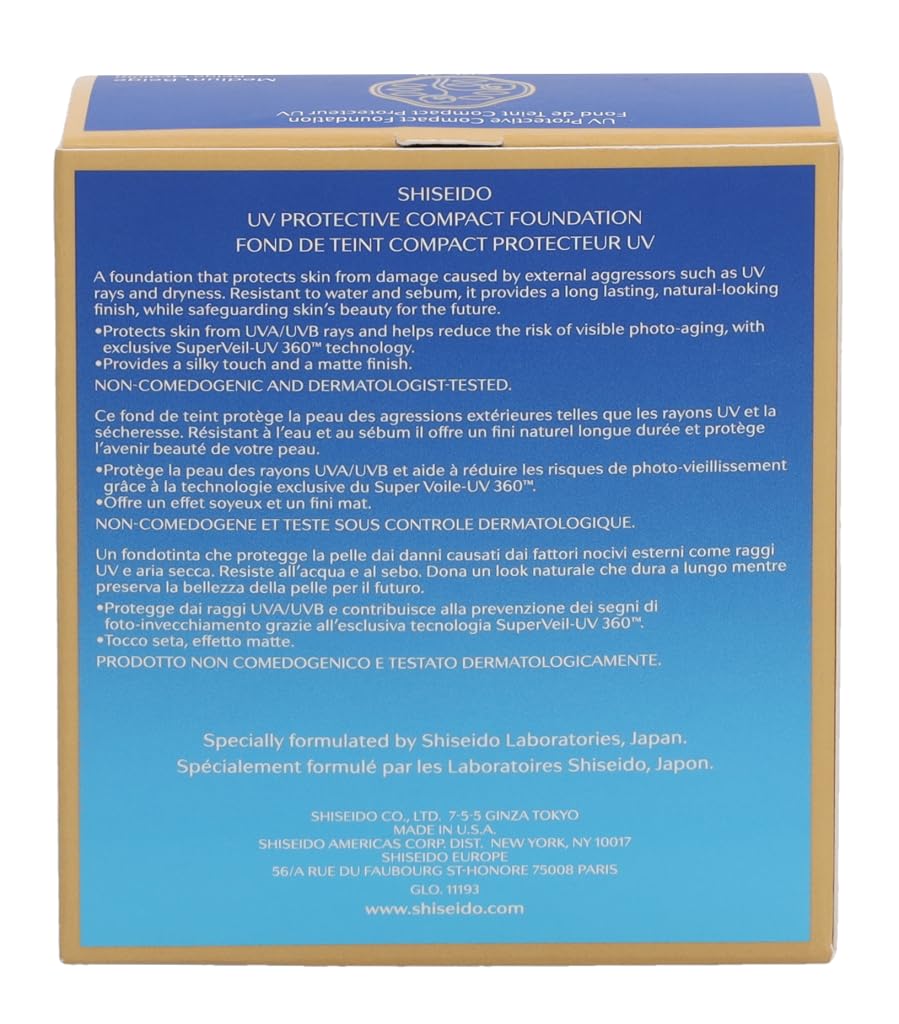 Medium Beige
UV Protective Compact Foundation
Fond de Teint Compact Protecteur UV
SHISEIDO
UV PROTECTIVE COMPACT FOUNDATION
FOND DE TEINT COMPACT PROTECTEUR UV
A foundation that protects skin from damage caused by external aggressors such as UV
rays and dryness. Resistant to water and sebum, it provides a long lasting, natural-looking
finish, while safeguarding skin's beauty for the future.
•Protects skin from UVA/UVB rays and helps reduce the risk of visible photo-aging, with
exclusive SuperVeil-UV 360™ technology.
•Provides a silky touch and a matte finish.
NON-COMEDOGENIC AND DERMATOLOGIST-TESTED.
Ce fond de teint protège la peau des agressions extérieures telles que les rayons UV et la
sécheresse. Résistant à l'eau et au sébum il offre un fini naturel longue durée et protège
l'avenir beauté de votre peau.
•Protège la peau des rayons UVA/UVB et aide à réduire les risques de photo-vieillissement
grâce à la technologie exclusive du Super Voile-UV 360™.
•Offre un effet soyeux et un fini mat.
NON-COMEDOGENE ET TESTE SOUS CONTROLE DERMATOLOGIQUE.
Un fondotinta che protegge la pelle dai danni causati dai fattori nocivi esterni come raggi
UV e aria secca. Resiste all'acqua e al sebo. Dona un look naturale che dura a lungo mentre
preserva la bellezza della pelle per il futuro.
•Protegge dai raggi UVA/UVB e contribuisce alla prevenzione dei segni di
foto-invecchiamento grazie all'esclusiva tecnologia SuperVeil-UV 360™.
•Tocco seta, effetto matte.
PRODOTTO NON COMEDOGENICO E TESTATO DERMATOLOGICAMENTE.
Specially formulated by Shiseido Laboratories, Japan.
Spécialement formulé par les Laboratoires Shiseido, Japon.
SHISEIDO CO., LTD. 7-5-5 GINZA TOKYO
MADE IN U.S.A.
SHISEIDO AMERICAS CORP. DIST. NEW YORK, NY 10017
SHISEIDO EUROPE
56/A RUE DU FAUBOURG ST-HONORE 75008 PARIS
GLO. 11193
www.shiseido.com